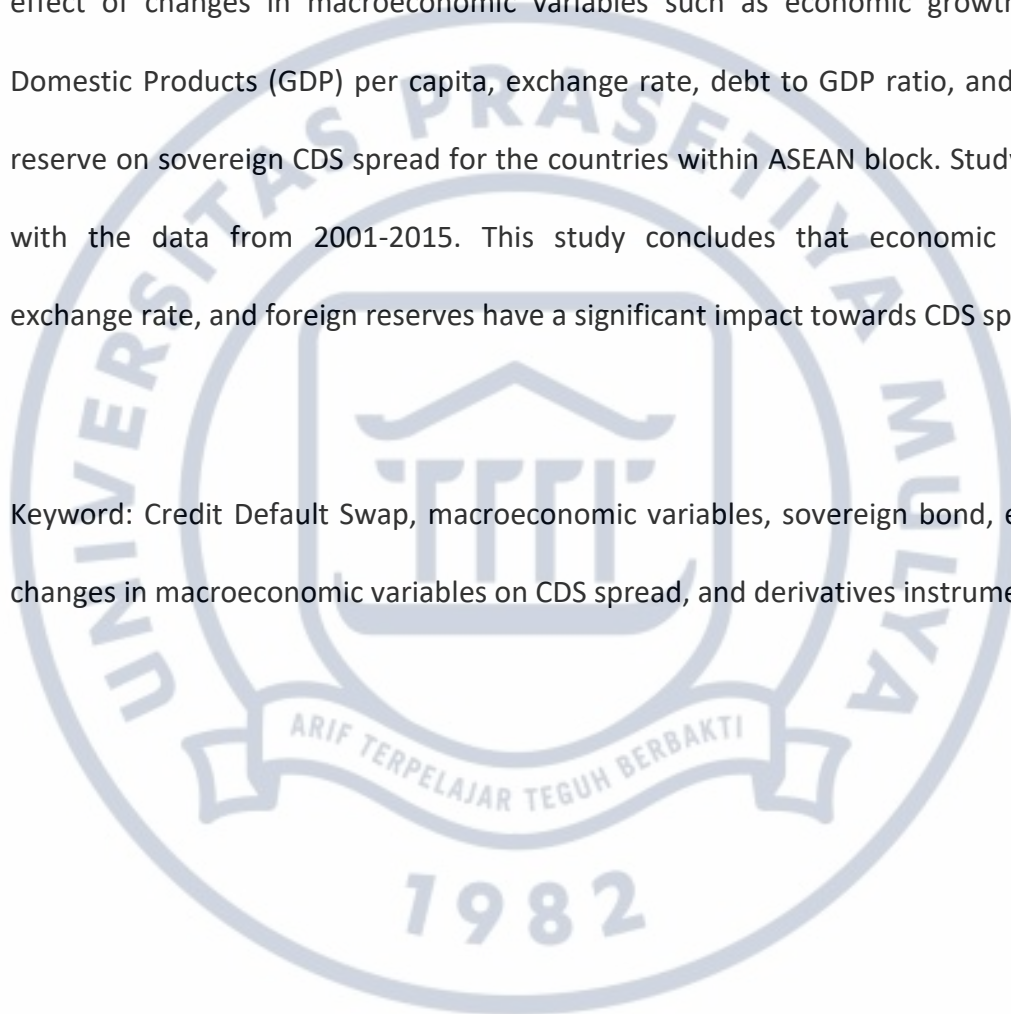 effect of changes in macroeconomic variables such as economic growth
Domestic Products (GDP) per capita, exchange rate, debt to GDP ratio, and
reserve on sovereign CDS spread for the countries within ASEAN block. Study
with the data from 2001-2015. This study concludes that economic
exchange rate, and foreign reserves have a significant impact towards CDS
Keyword: Credit Default Swap, macroeconomic variables, sovereign bond,
changes in macroeconomic variables on CDS spread, and derivatives
UNIVERSITAS PRASETIYA MULYA
ARIF TERPELAJAR TEGUH BERBAKTI
1982